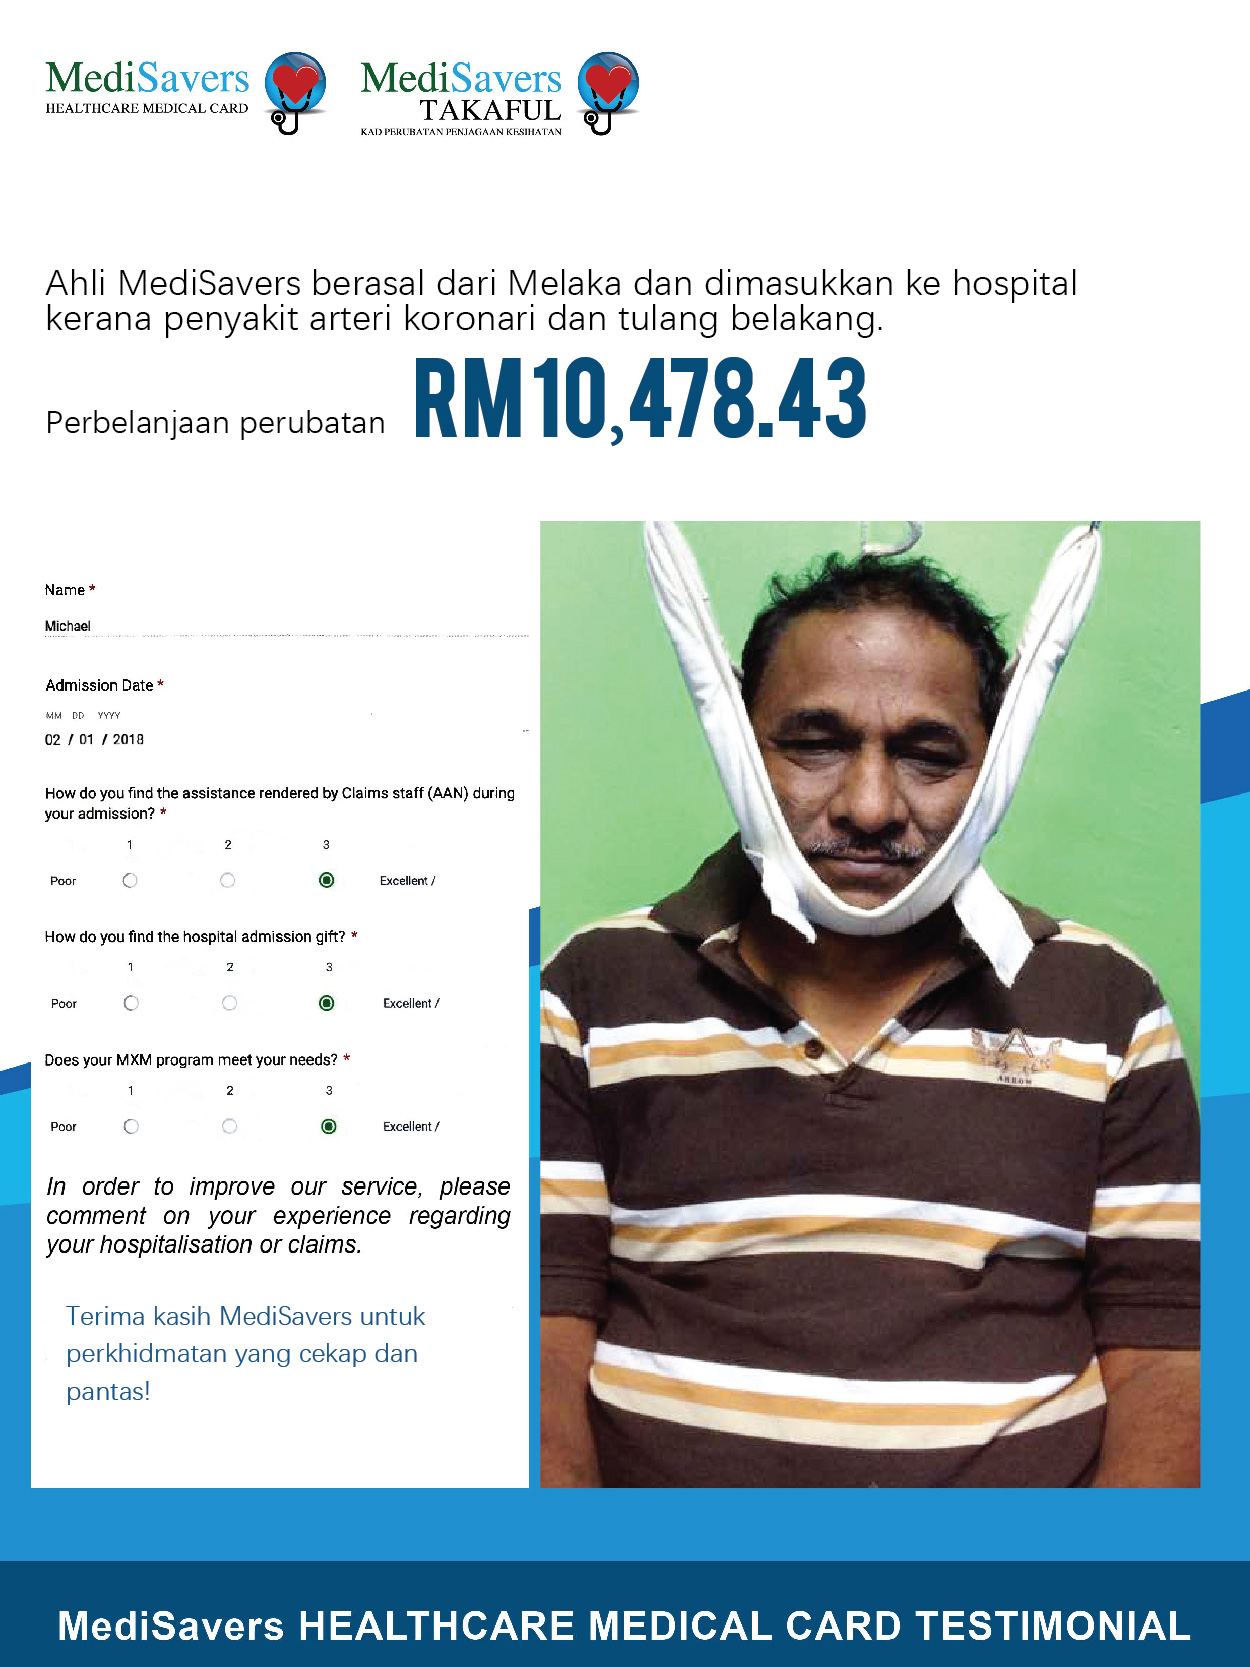 MediSavers
HEALTHCARE MEDICAL CARD
MediSavers
TAKAFUL
KAD PERUBATAN PENJAGAAN KESIHATAN
Ahli MediSavers berasal dari Melaka dan dimasukkan ke hospital
kerana penyakit arteri koronari dan tulang belakang.
Perbelanjaan perubatan RM10,478.43
Name *
Michael
Admission Date *
MM DD YYYY
02 / 01 / 2018
How do you find the assistance rendered by Claims staff (AAN) during
your admission? *
1 2 3
Poor Excellent /
How do you find the hospital admission gift? *
1 2 3
Poor Excellent /
Does your MXM program meet your needs? *
1 2 3
Poor Excellent /
In order to improve our service, please
comment on your experience regarding
your hospitalisation or claims.
Terima kasih MediSavers untuk
perkhidmatan yang cekap dan
pantas!
ARROW
MediSavers HEALTHCARE MEDICAL CARD TESTIMONIAL